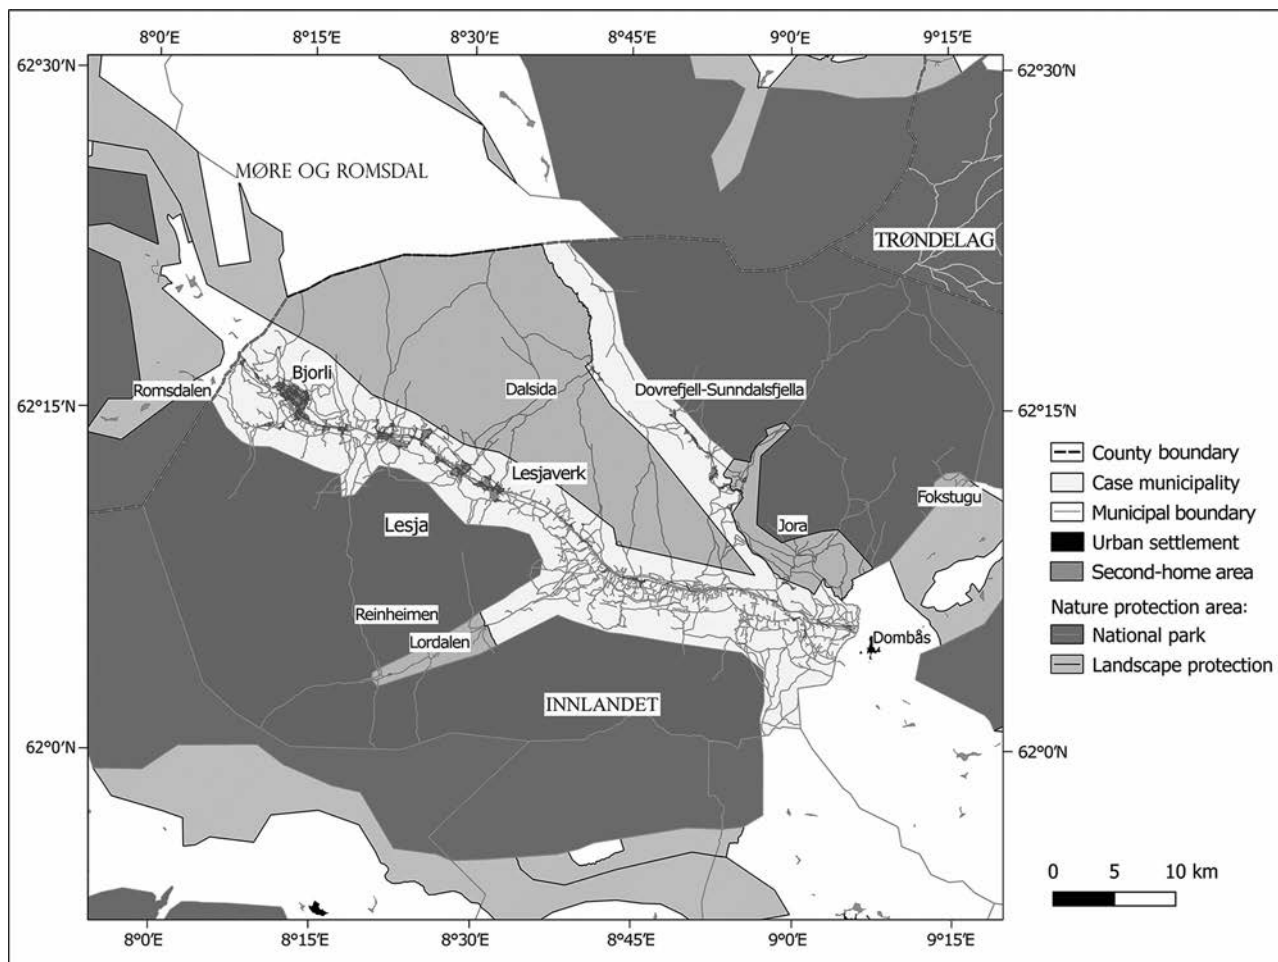 8°0′E 8°15′E 8°30′E 8°45′E 9°0′E 9°15′E
62°30′N 62°30′N
MØRE OG ROMSDAL
TRØNDELAG
Bjorli
Romsdalen Dalsida Dovrefjell-Sunndalsfjella
62°15′N 62°15′N
Lesjaverk
Fokstugu
Lesja Jora
Reinheimen
Lordalen Dombås
INNLANDET
62°0′N 62°0′N
County boundary
Case municipality
Municipal boundary
Urban settlement
Second-home area
Nature protection area:
National park
Landscape protection
0 5 10 km
8°0′E 8°15′E 8°30′E 8°45′E 9°0′E 9°15′E